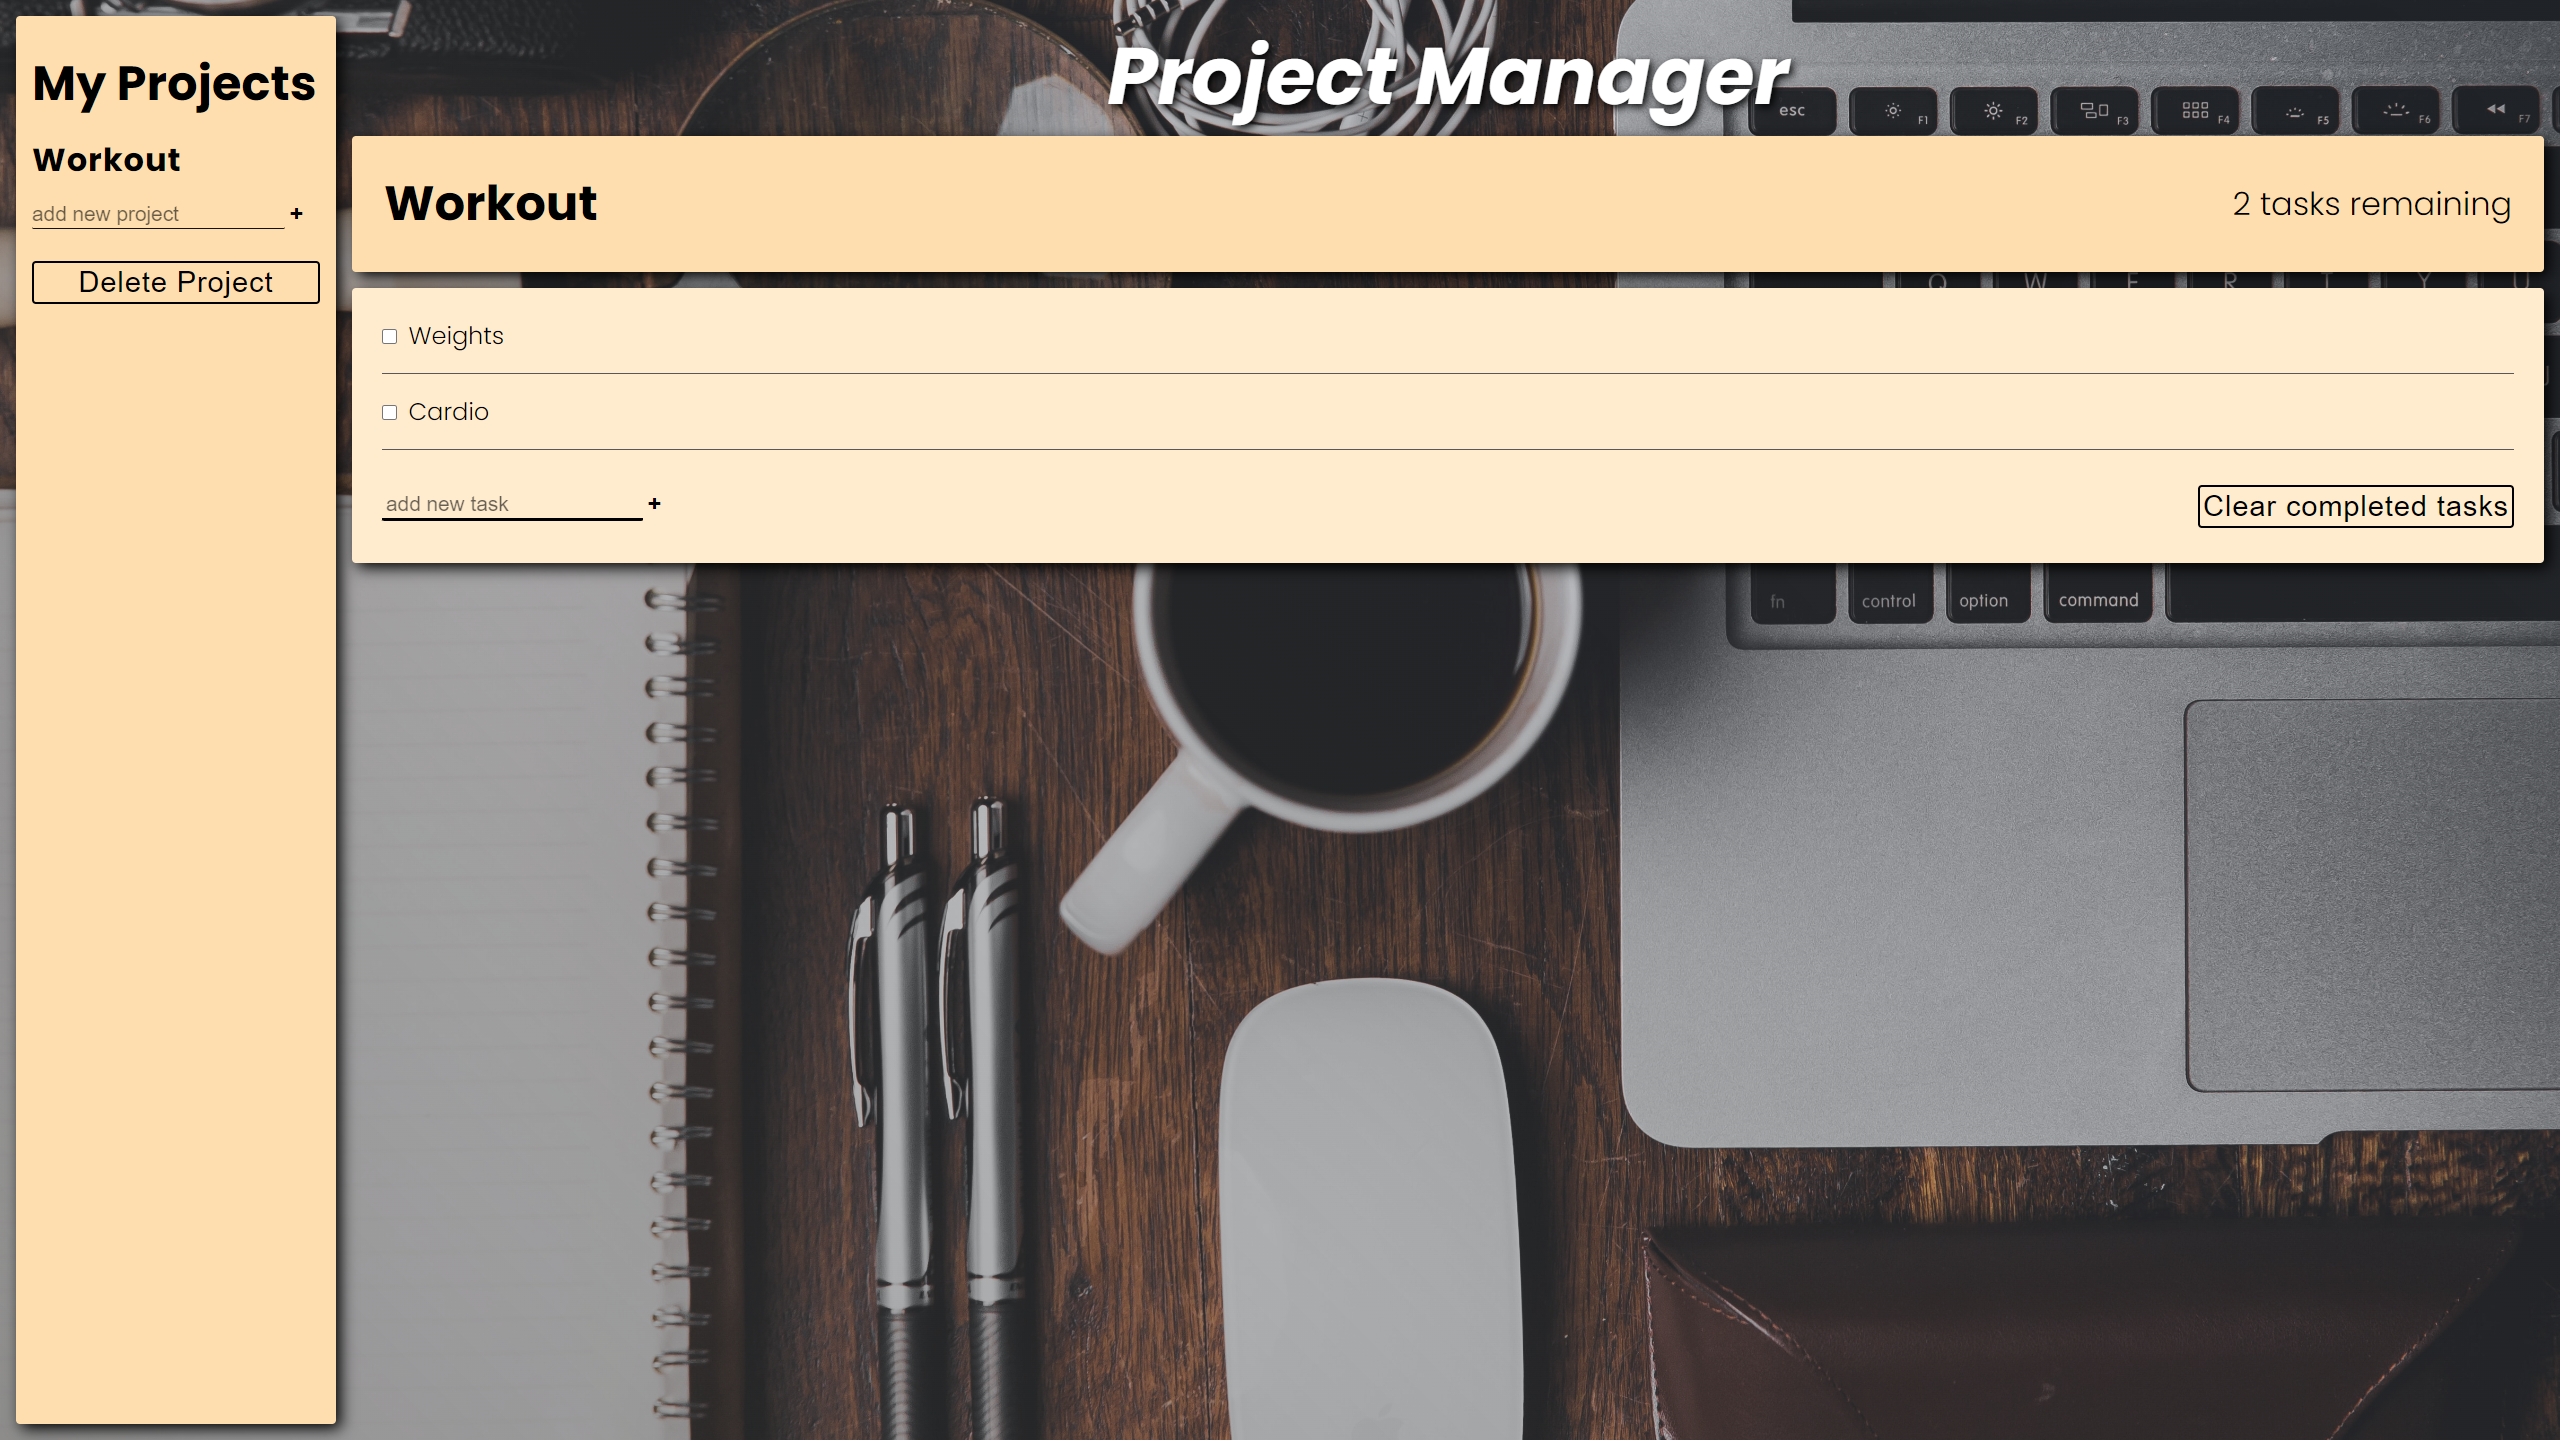 Project Manager
My Projects
Workout
add new project +
Delete Project
Workout
2 tasks remaining
Weights
Cardio
add new task +
Clear completed tasks
esc F1 F2 F3 F4 F5 F6 F7
Q W E R T Y U
fn control option command